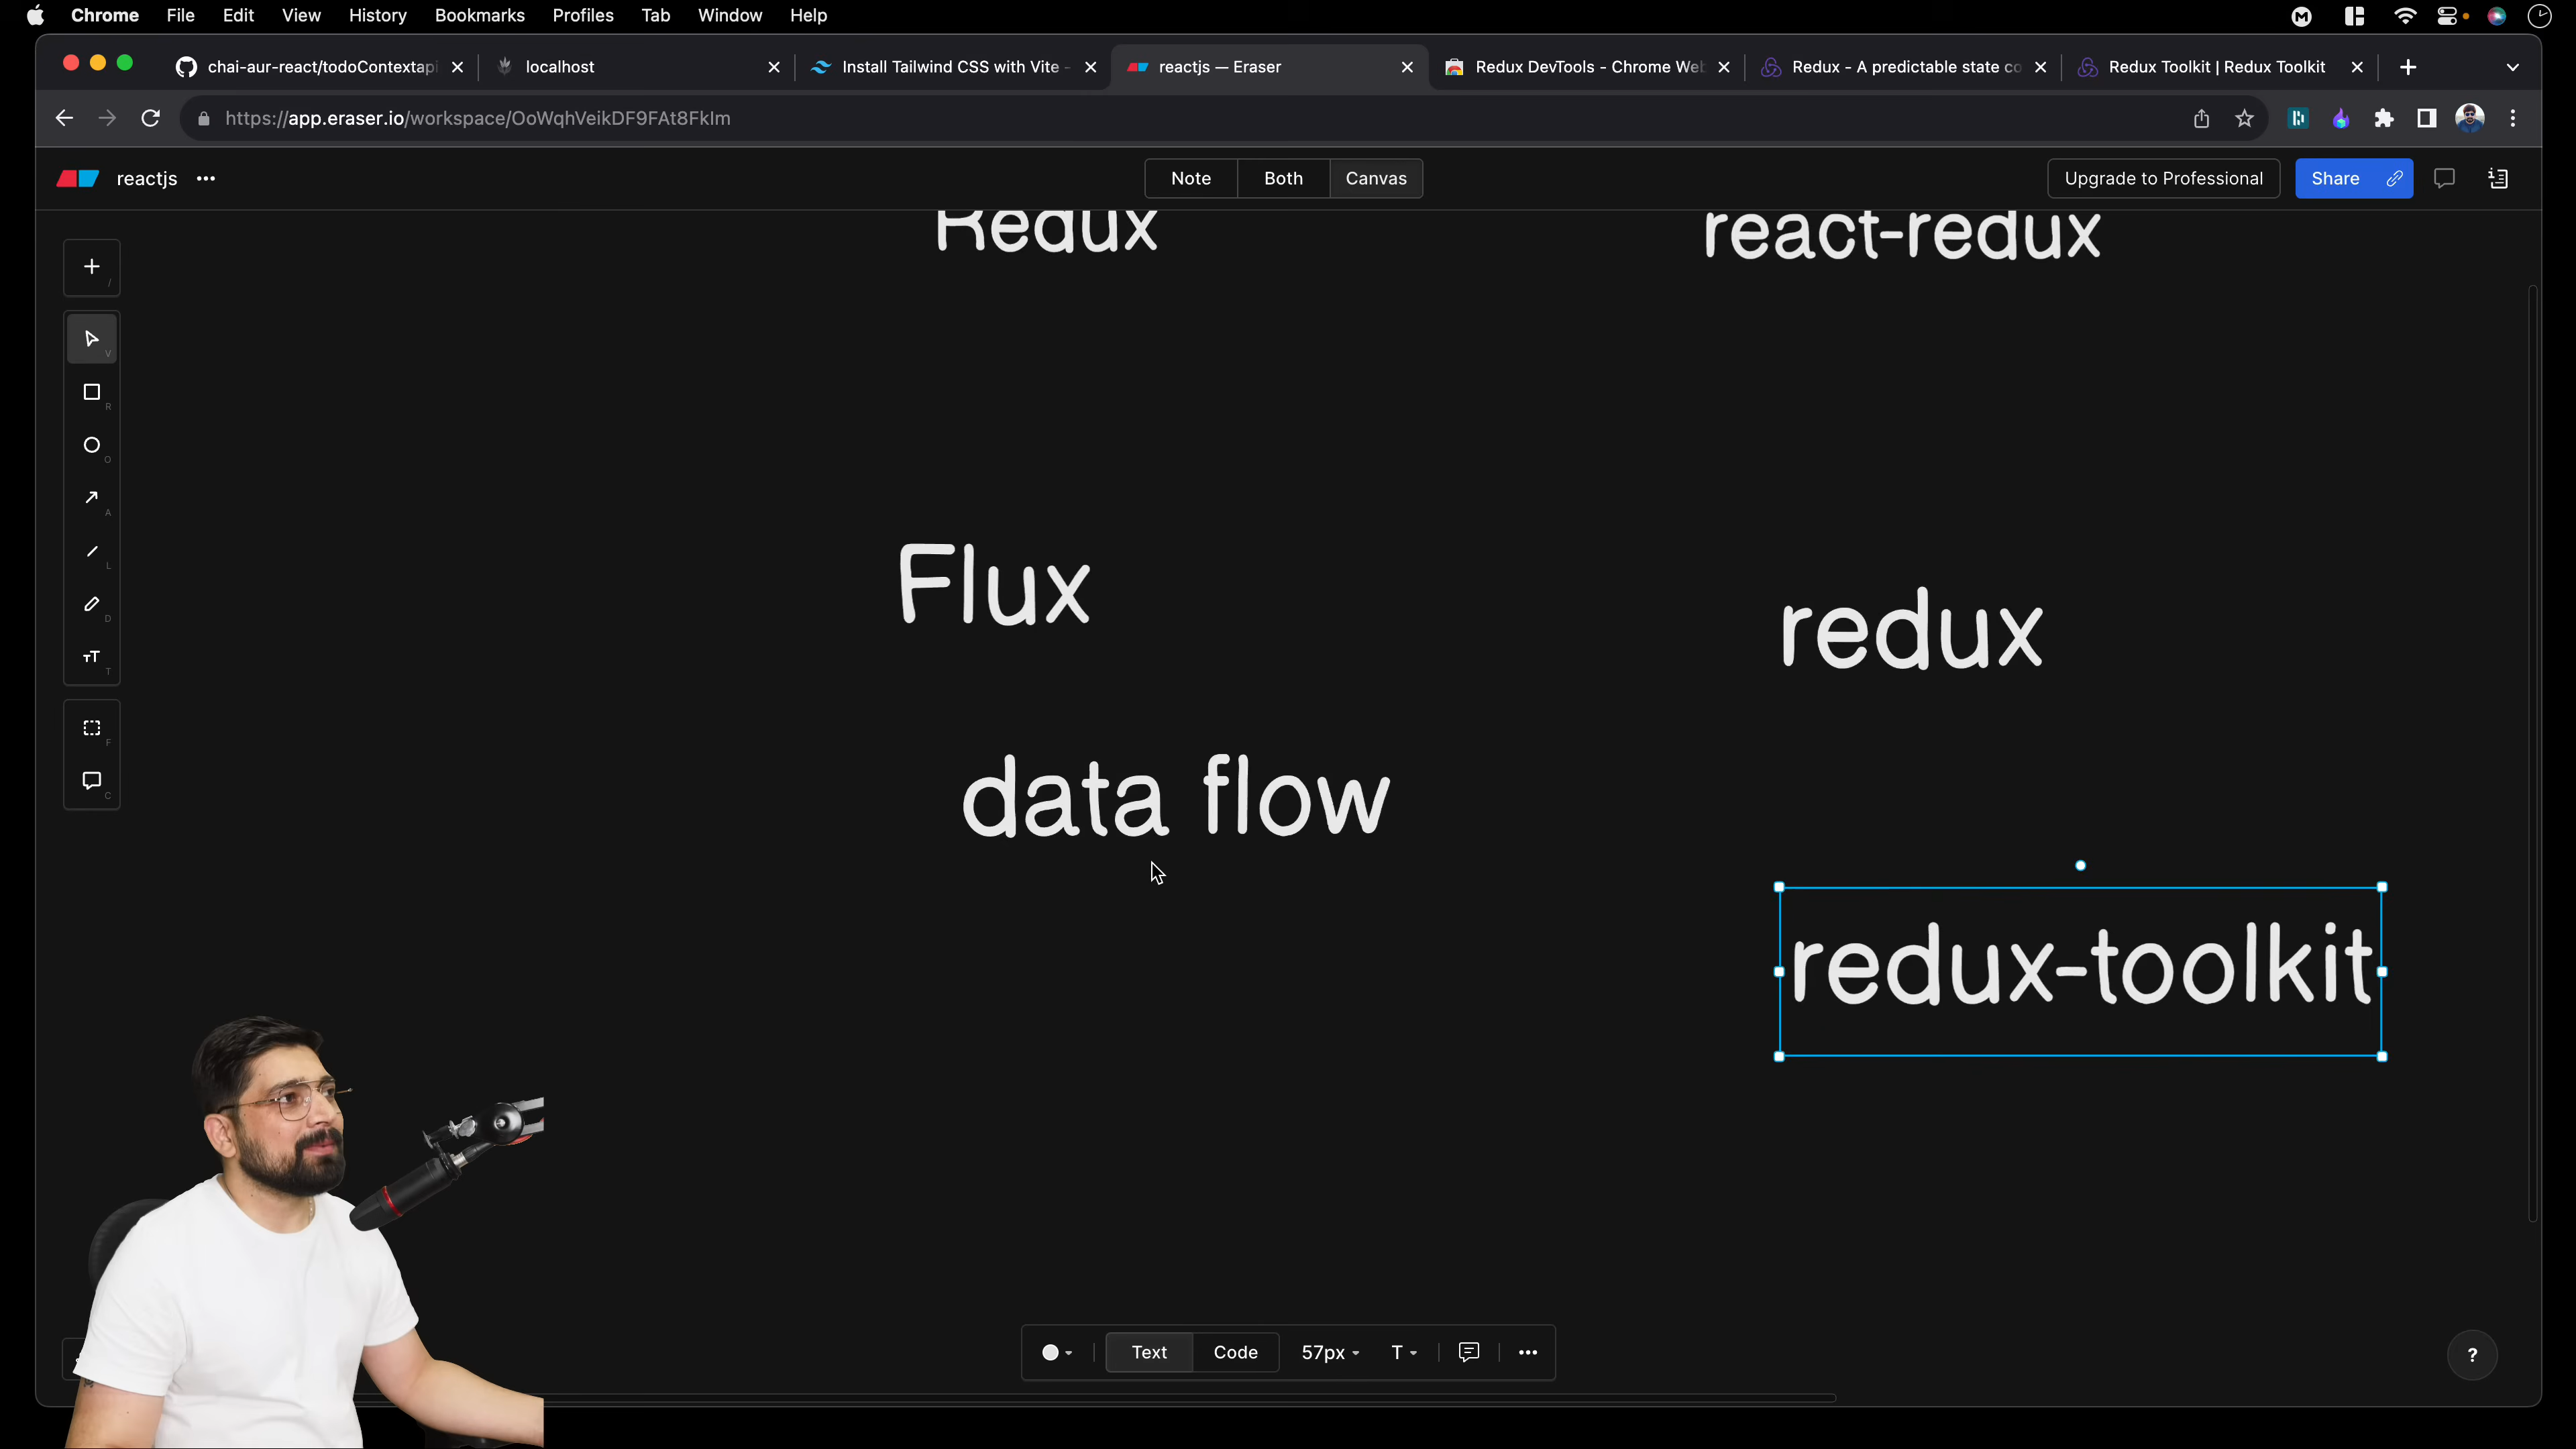 Chrome File Edit View History Bookmarks Profiles Tab Window Help
chai-aur-react/todoContextapi localhost Install Tailwind CSS with Vite - reactjs — Eraser Redux DevTools - Chrome Web Redux - A predictable state co Redux Toolkit | Redux Toolkit
https://app.eraser.io/workspace/OoWqhVeikDF9FAt8FkIm
reactjs Note Both Canvas Upgrade to Professional Share
Redux react-redux
/
V
R
O
A
L
D
T
F
C
Flux
redux
data flow
redux-toolkit
Text Code 57px T
?